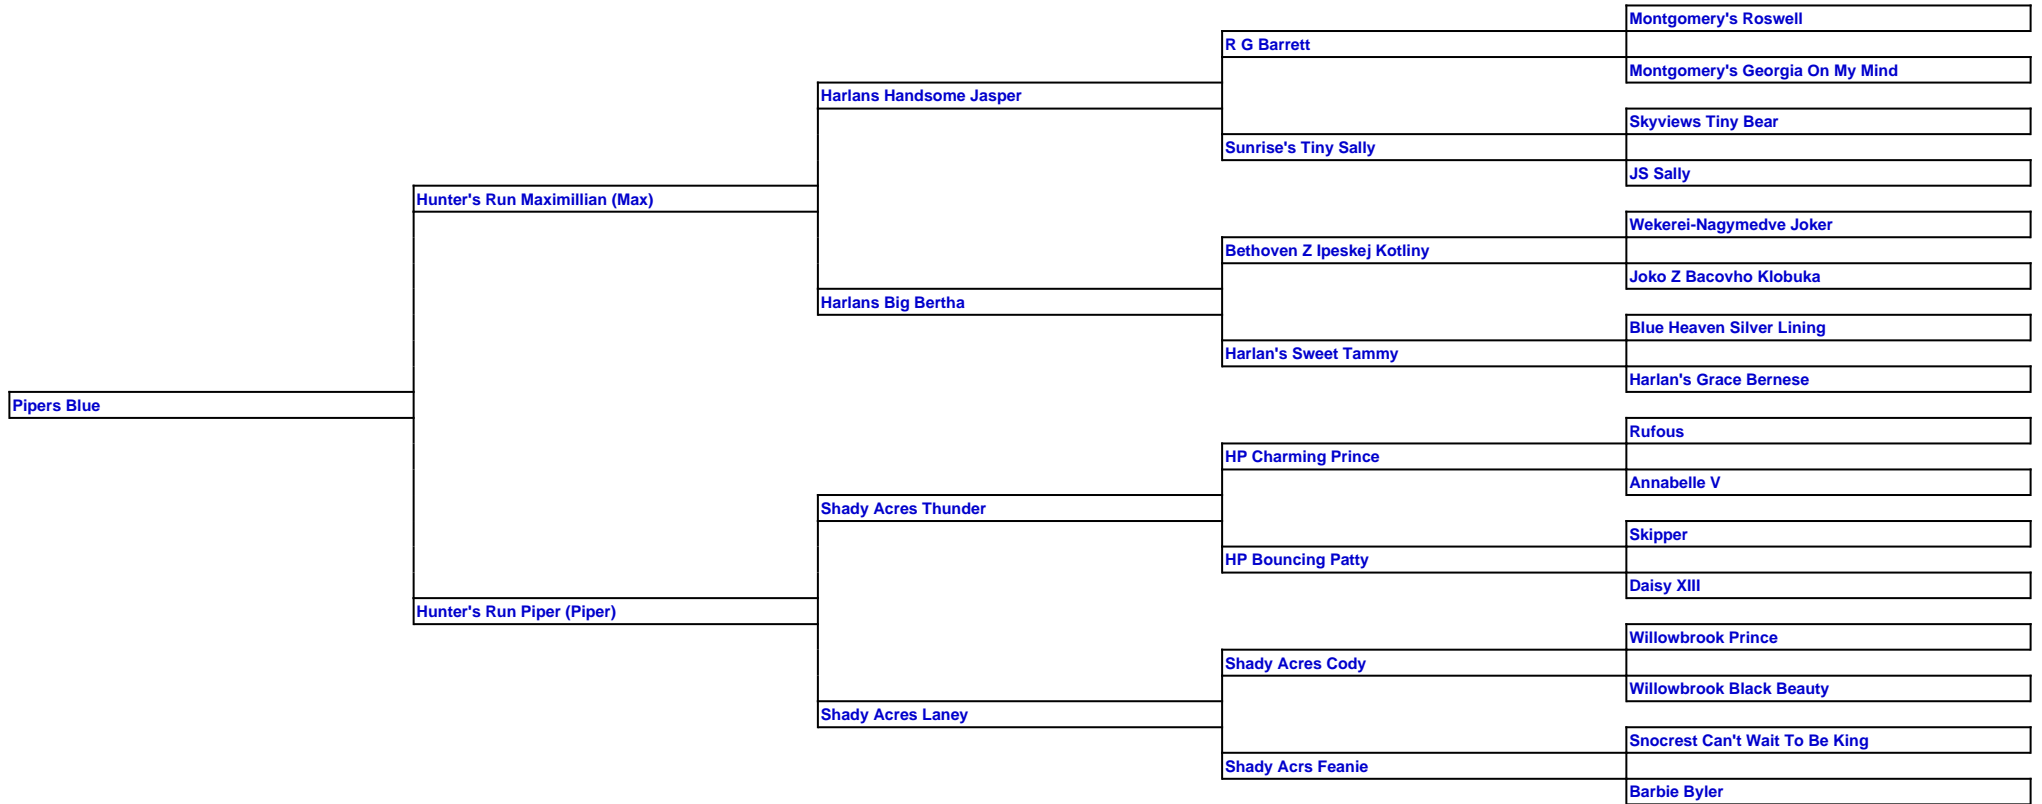 Montgomery's Roswell
R G Barrett
Montgomery's Georgia On My Mind
Harlans Handsome Jasper
Skyviews Tiny Bear
Sunrise's Tiny Sally
JS Sally
Hunter's Run Maximillian (Max)
Wekerei-Nagymedve Joker
Bethoven Z Ipeskej Kotliny
Joko Z Bacovho Klobuka
Harlans Big Bertha
Blue Heaven Silver Lining
Harlan's Sweet Tammy
Harlan's Grace Bernese
Pipers Blue
Rufous
HP Charming Prince
Annabelle V
Shady Acres Thunder
Skipper
HP Bouncing Patty
Daisy XIII
Hunter's Run Piper (Piper)
Willowbrook Prince
Shady Acres Cody
Willowbrook Black Beauty
Shady Acres Laney
Snocrest Can't Wait To Be King
Shady Acrs Feanie
Barbie Byler